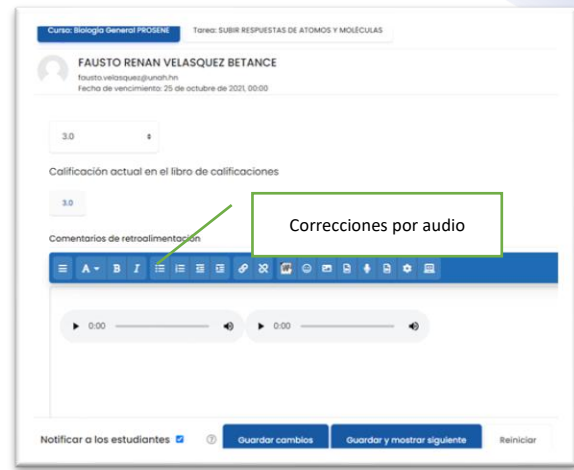 Curso: Biología General PROSENE
Tarea: SUBIR RESPUESTAS DE ATOMOS Y MOLÉCULAS
FAUSTO RENAN VELASQUEZ BETANCE
fausto.velasquez@unah.hn
Fecha de vencimiento: 25 de octubre de 2021, 00:00
3.0
Calificación actual en el libro de calificaciones
3.0
Correcciones por audio
Comentarios de retroalimentación
A B I
0:00 0:00
Notificar a los estudiantes Guardar cambios Guardar y mostrar siguiente Reiniciar